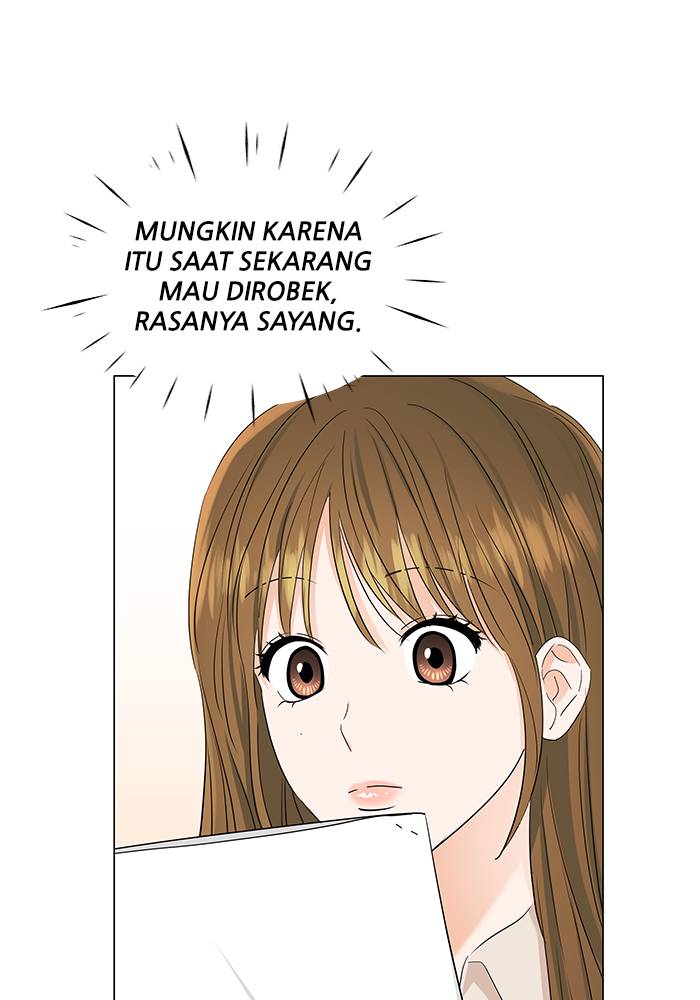 MUNGKIN KARENA
ITU SAAT SEKARANG
MAU DIROBEK,
RASANYA SAYANG.